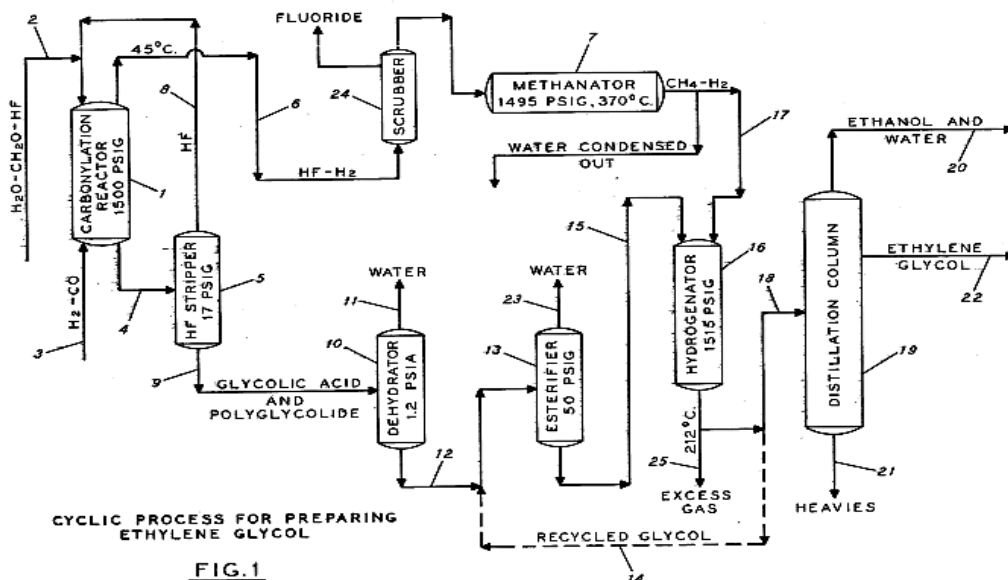 FLUORIDE
2
45°C.
7
8
6
24
SCRUBBER
METHANATOR
1495 PSIG, 370°C.
CH4-H2
17
H2O-CH2O-HF
CARBONYLATION
REACTOR
1500 PSIG
1
HF
HF-H2
WATER CONDENSED
OUT
ETHANOL AND
WATER
20
15
16
H2-CO
3
4
HF STRIPPER
17 PSIG
5
WATER
11
WATER
23
HYDROGENATOR
1515 PSIG
18
ETHYLENE
GLYCOL
22
DISTILLATION COLUMN
19
10
13
9
GLYCOLIC ACID
AND
POLYGLYCOLIDE
DEHYDRATOR
1.2 PSIA
ESTERIFIER
50 PSIG
12
212°C.
25
21
EXCESS
GAS
HEAVIES
CYCLIC PROCESS FOR PREPARING
ETHYLENE GLYCOL
RECYCLED GLYCOL
14
FIG.1